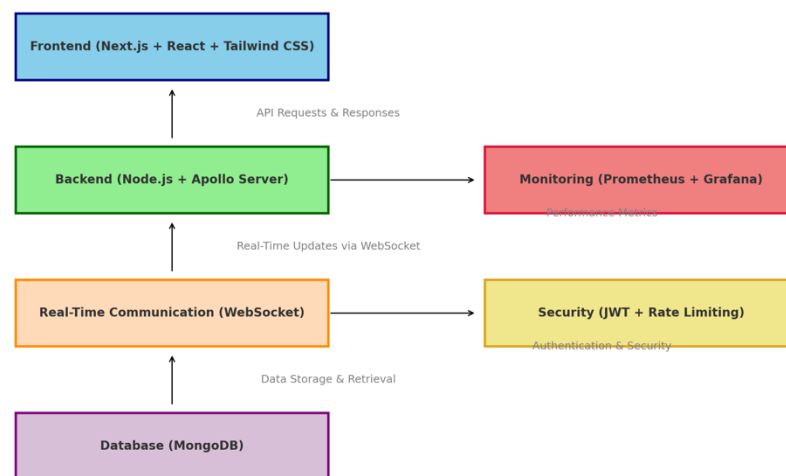 Frontend (Next.js + React + Tailwind CSS)
API Requests & Responses
Backend (Node.js + Apollo Server)
Monitoring (Prometheus + Grafana)
Performance Metrics
Real-Time Updates via WebSocket
Real-Time Communication (WebSocket)
Security (JWT + Rate Limiting)
Authentication & Security
Data Storage & Retrieval
Database (MongoDB)